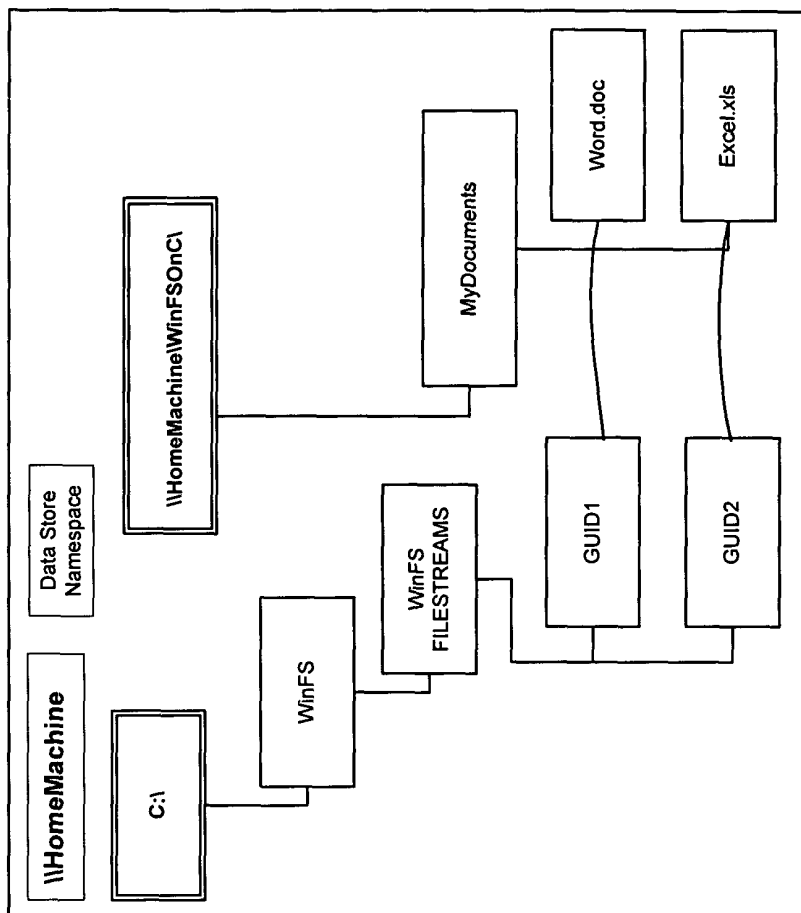 \\HomeMachine
Data Store
Namespace
C:\
\\HomeMachine\WinFSOnC\
WinFS
WinFS
FILESTREAMS
MyDocuments
GUID1
Word.doc
GUID2
Excel.xls